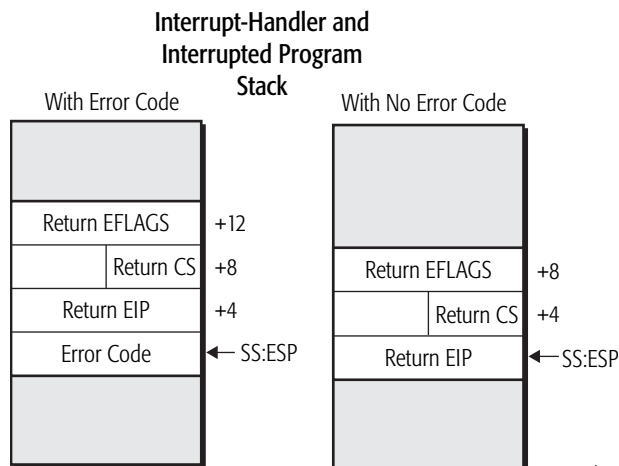 Interrupt-Handler and
Interrupted Program
Stack
With Error Code
With No Error Code
Return EFLAGS
+12
Return CS
+8
Return EIP
+4
Error Code
SS:ESP
Return EFLAGS
+8
Return CS
+4
Return EIP
SS:ESP